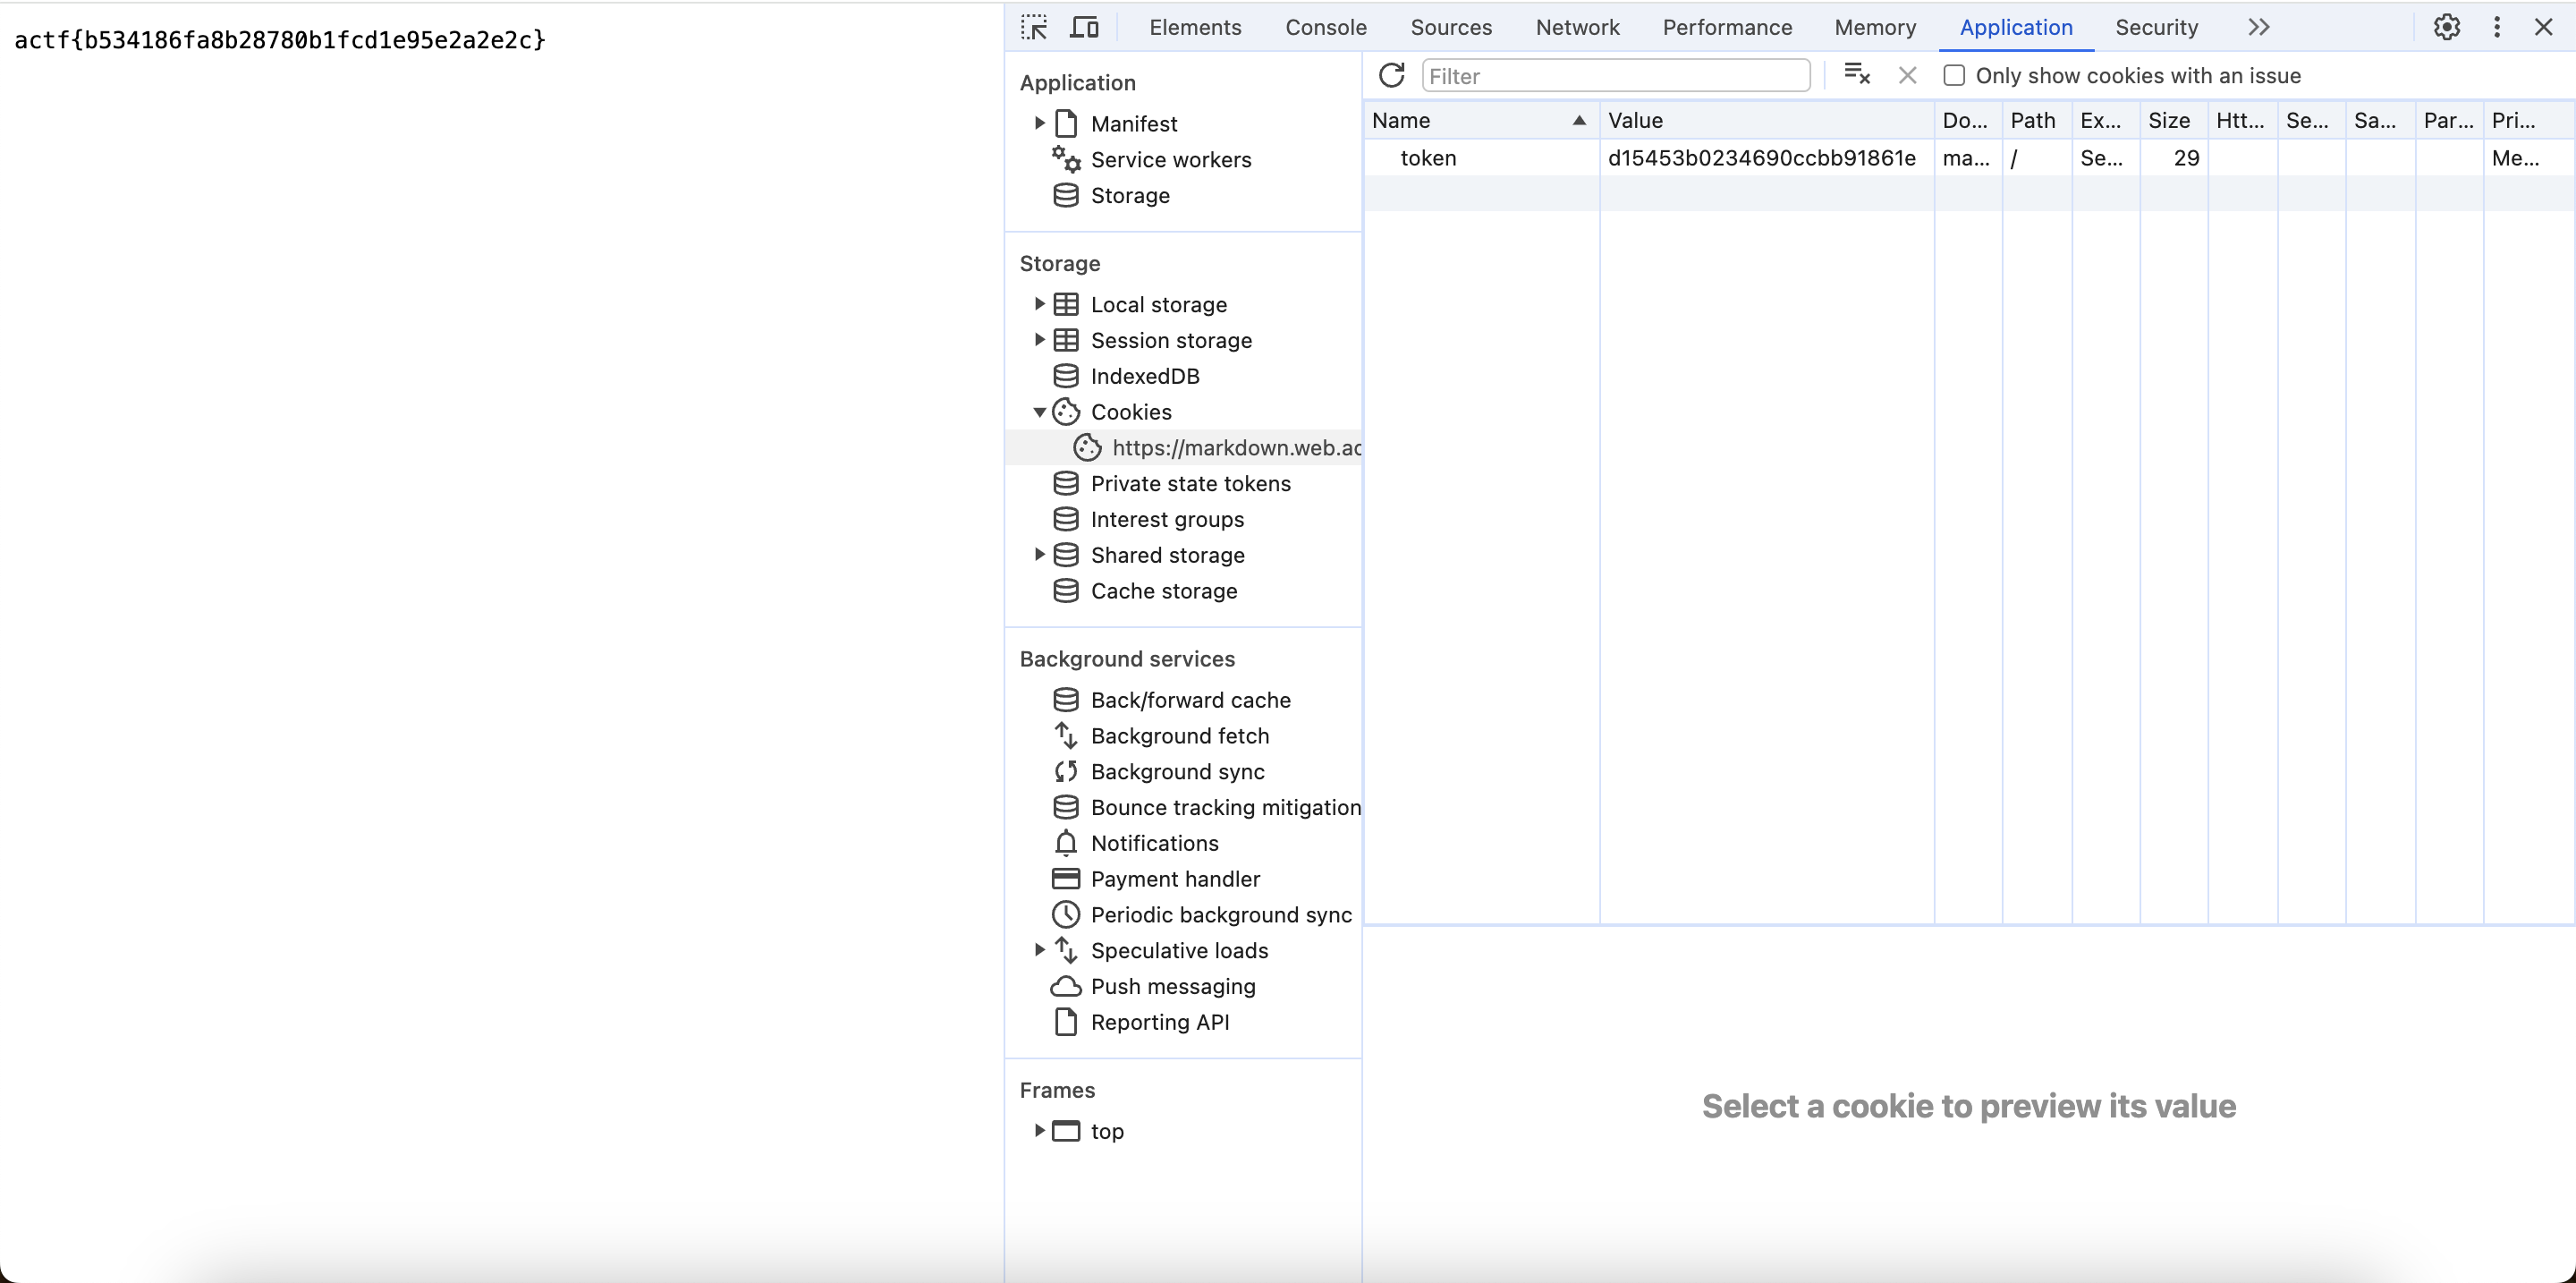 actf{b534186fa8b28780b1fcd1e95e2a2e2c}
Elements Console Sources Network Performance Memory Application Security
Application
Manifest
Service workers
Storage
Storage
Local storage
Session storage
IndexedDB
Cookies
https://markdown.web.ac
Private state tokens
Interest groups
Shared storage
Cache storage
Background services
Back/forward cache
Background fetch
Background sync
Bounce tracking mitigation
Notifications
Payment handler
Periodic background sync
Speculative loads
Push messaging
Reporting API
Frames
top
Filter Only show cookies with an issue
Name Value Do... Path Ex... Size Htt... Se... Sa... Par... Pri...
token d15453b0234690ccbb91861e ma... / Se... 29 Me...
Select a cookie to preview its value